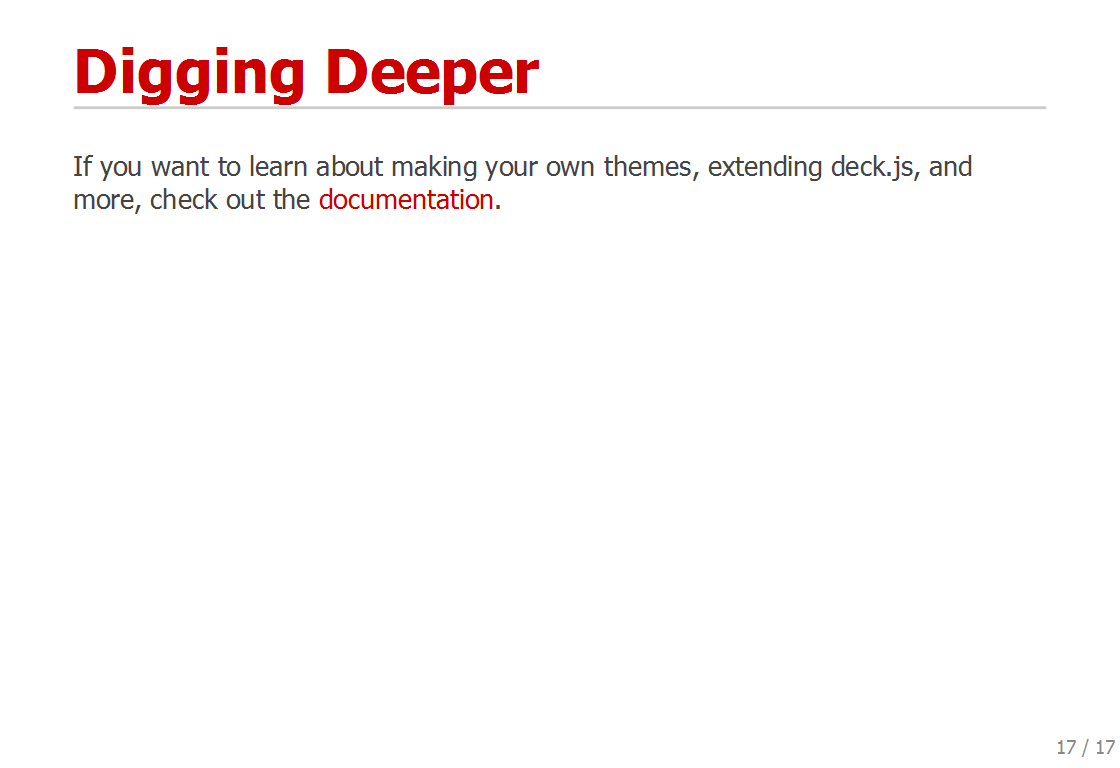 Digging Deeper
If you want to learn about making your own themes, extending deck.js, and
more, check out the documentation.
17 / 17